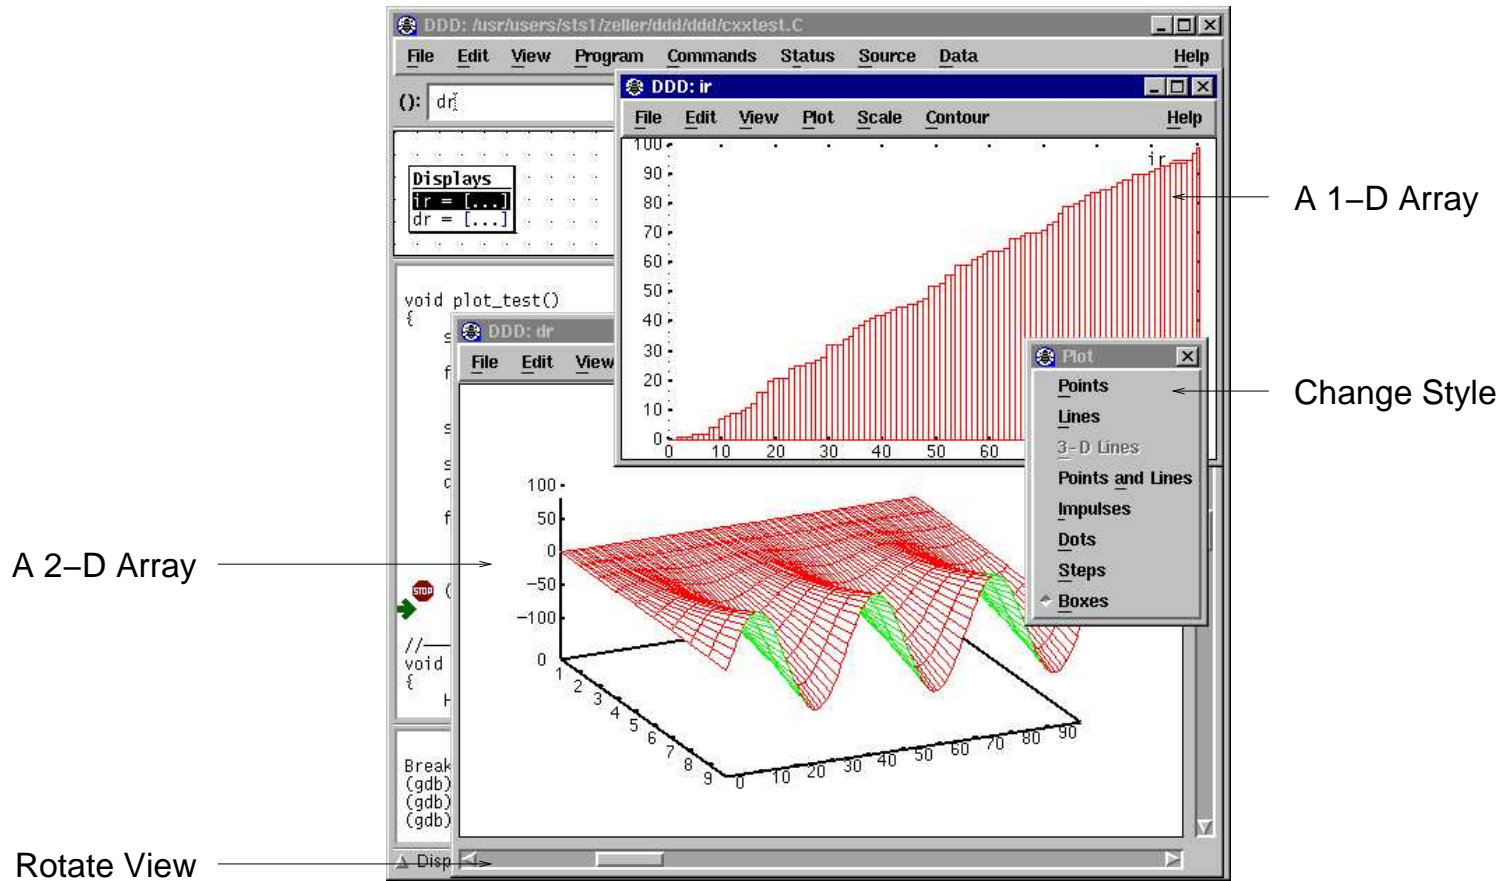 DDD: /usr/users/sts1/zeller/ddd/ddd/cxxtest.C
File Edit View Program Commands Status Source Data Help
(): dr
DDD: ir
File Edit View Plot Scale Contour Help
Displays
ir = [...]
dr = [...]
ir
100
90
80
70
60
50
40
30
20
10
0
0 10 20 30 40 50 60
A 1–D Array
void plot_test()
{
DDD: dr
File Edit View
Plot
Points
Lines
3-D Lines
Points and Lines
Impulses
Dots
Steps
Boxes
Change Style
100
50
0
−50
−100
0
1 2 3 4 5 6 7 8 9
0 10 20 30 40 50 60 70 80 90
A 2–D Array
STOP
(
//
void
{
H
Break
(gdb)
(gdb)
(gdb)
Disp
Rotate View